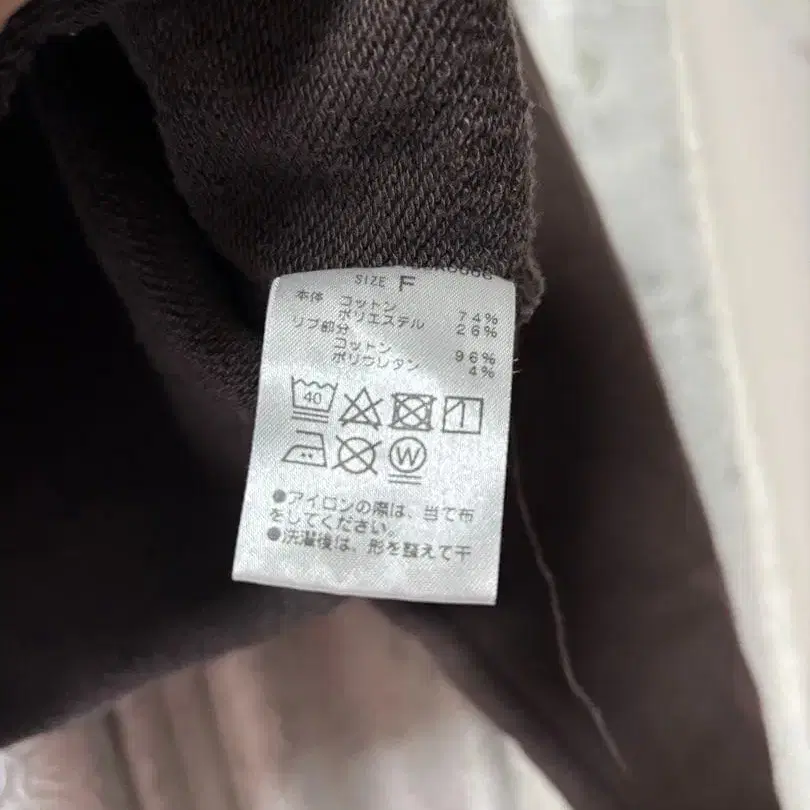 SIZE F
本体 コットン 74%
ポリエステル 26%
リブ部分
コットン 96%
ポリウレタン 4%
40
W
●アイロンの際は、当て布
をしてください。
●洗濯後は、形を整えて干